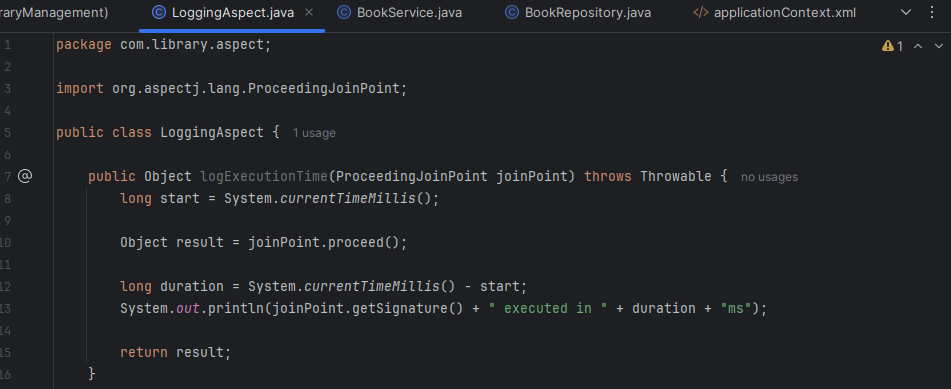 raryManagement) LoggingAspect.java × BookService.java BookRepository.java </> applicationContext.xml
1 package com.library.aspect; 1
2
3 import org.aspectj.lang.ProceedingJoinPoint;
4
5 public class LoggingAspect { 1 usage
6
7 @ public Object logExecutionTime(ProceedingJoinPoint joinPoint) throws Throwable { no usages
8 long start = System.currentTimeMillis();
9
10 Object result = joinPoint.proceed();
11
12 long duration = System.currentTimeMillis() - start;
13 System.out.println(joinPoint.getSignature() + " executed in " + duration + "ms");
14
15 return result;
16 }